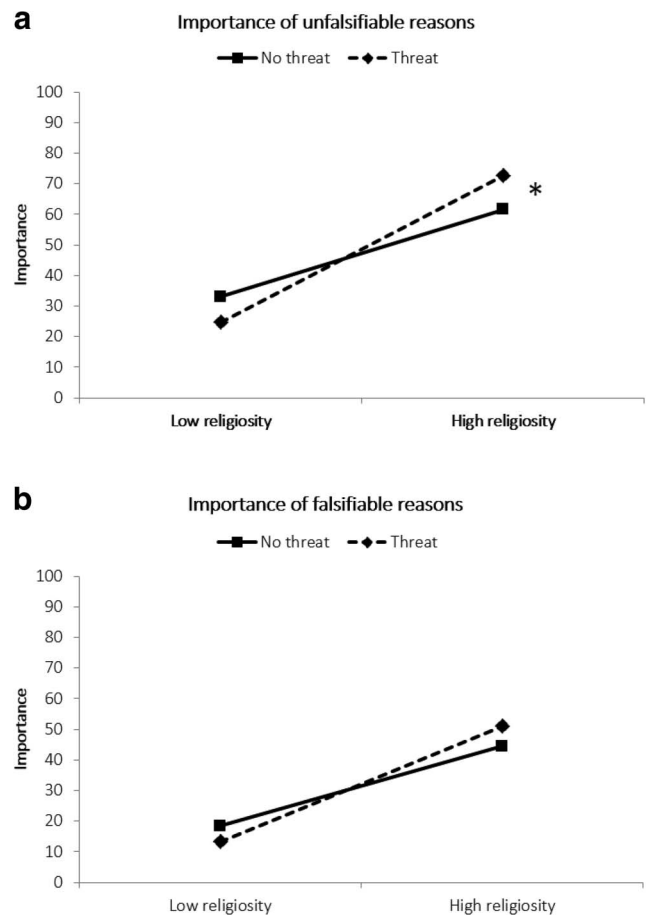 a
Importance of unfalsifiable reasons
No threat Threat
100
90
80
70
60
50
40
30
20
10
0
Importance
*
Low religiosity High religiosity
b
Importance of falsifiable reasons
No threat Threat
100
90
80
70
60
50
40
30
20
10
0
Importance
Low religiosity High religiosity